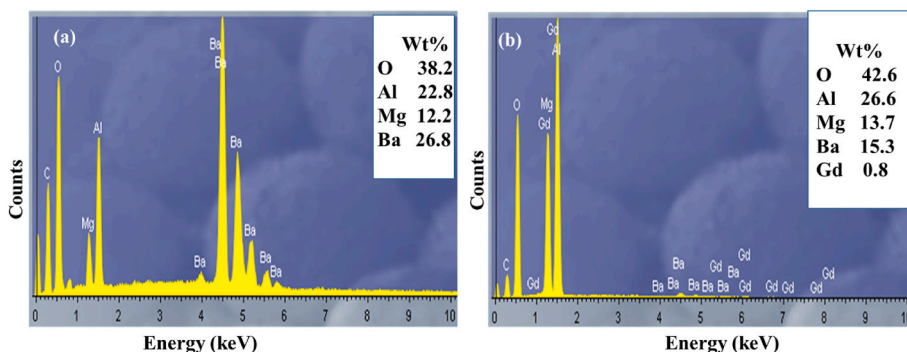 (a)
Wt%
O 38.2
Al 22.8
Mg 12.2
Ba 26.8
C
O
Mg
Al
Ba
Ba
Ba
Ba
Ba
Ba
Ba
Counts
0 1 2 3 4 5 6 7 8 9 10
Energy (keV)
(b)
Wt%
O 42.6
Al 26.6
Mg 13.7
Ba 15.3
Gd 0.8
C
O
Gd
Mg
Gd
Gd
Al
Ba
Ba
Ba
Ba
Ba
Ba
Gd
Gd
Gd
Gd
Gd
Gd
Gd
Counts
0 1 2 3 4 5 6 7 8 9 10
Energy (keV)